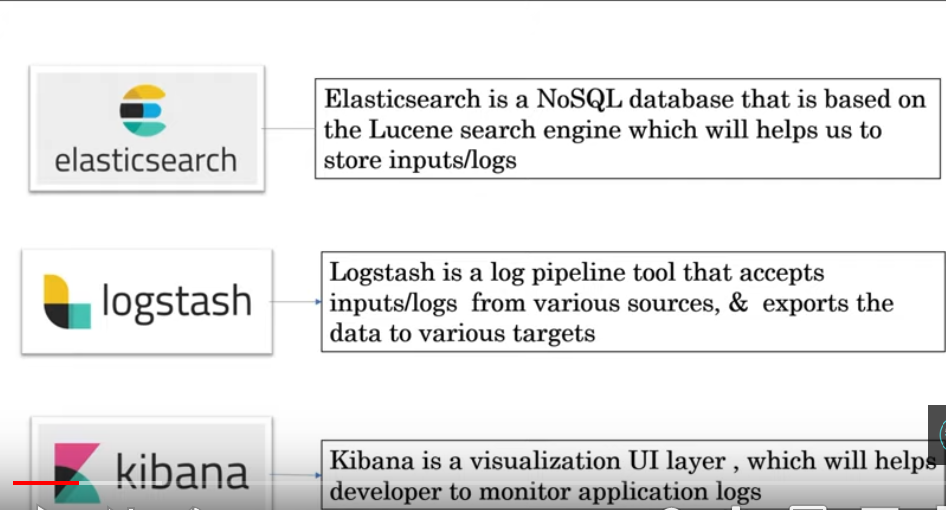 elasticsearch
Elasticsearch is a NoSQL database that is based on
the Lucene search engine which will helps us to
store inputs/logs
logstash
Logstash is a log pipeline tool that accepts
inputs/logs from various sources, & exports the
data to various targets
kibana
Kibana is a visualization UI layer , which will helps
developer to monitor application logs